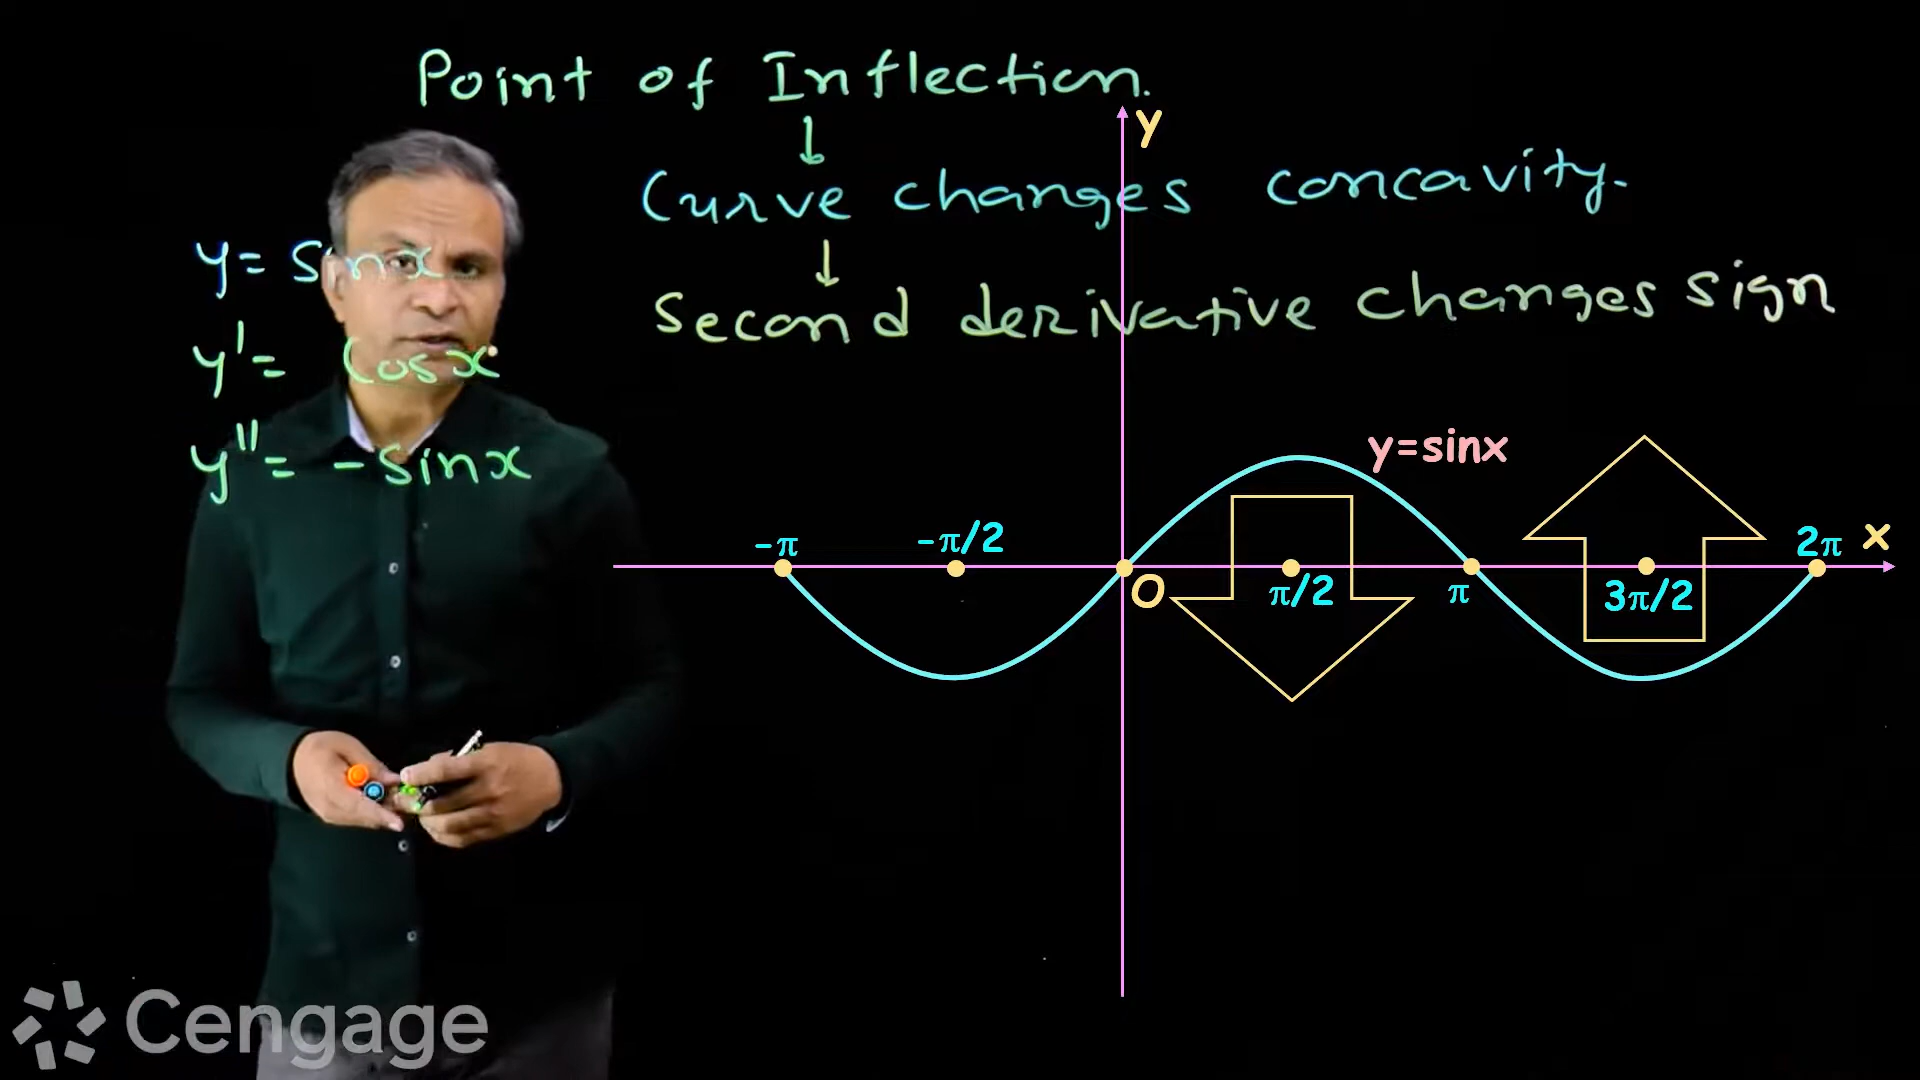 Point of Inflection.
↓
Curve changes concavity.
↓
Second derivative changes sign
y = sinx
y' = cosx
y'' = -sinx
y
y=sinx
-π
-π/2
O
π/2
π
3π/2
2π
x
Cengage